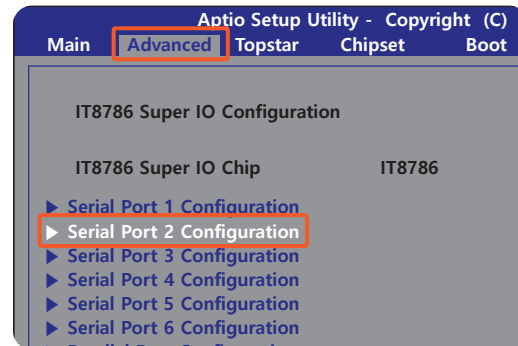 Aptio Setup Utility - Copyright (C)
Main Advanced Topstar Chipset Boot
IT8786 Super IO Configuration
IT8786 Super IO Chip IT8786
▶ Serial Port 1 Configuration
▶ Serial Port 2 Configuration
▶ Serial Port 3 Configuration
▶ Serial Port 4 Configuration
▶ Serial Port 5 Configuration
▶ Serial Port 6 Configuration